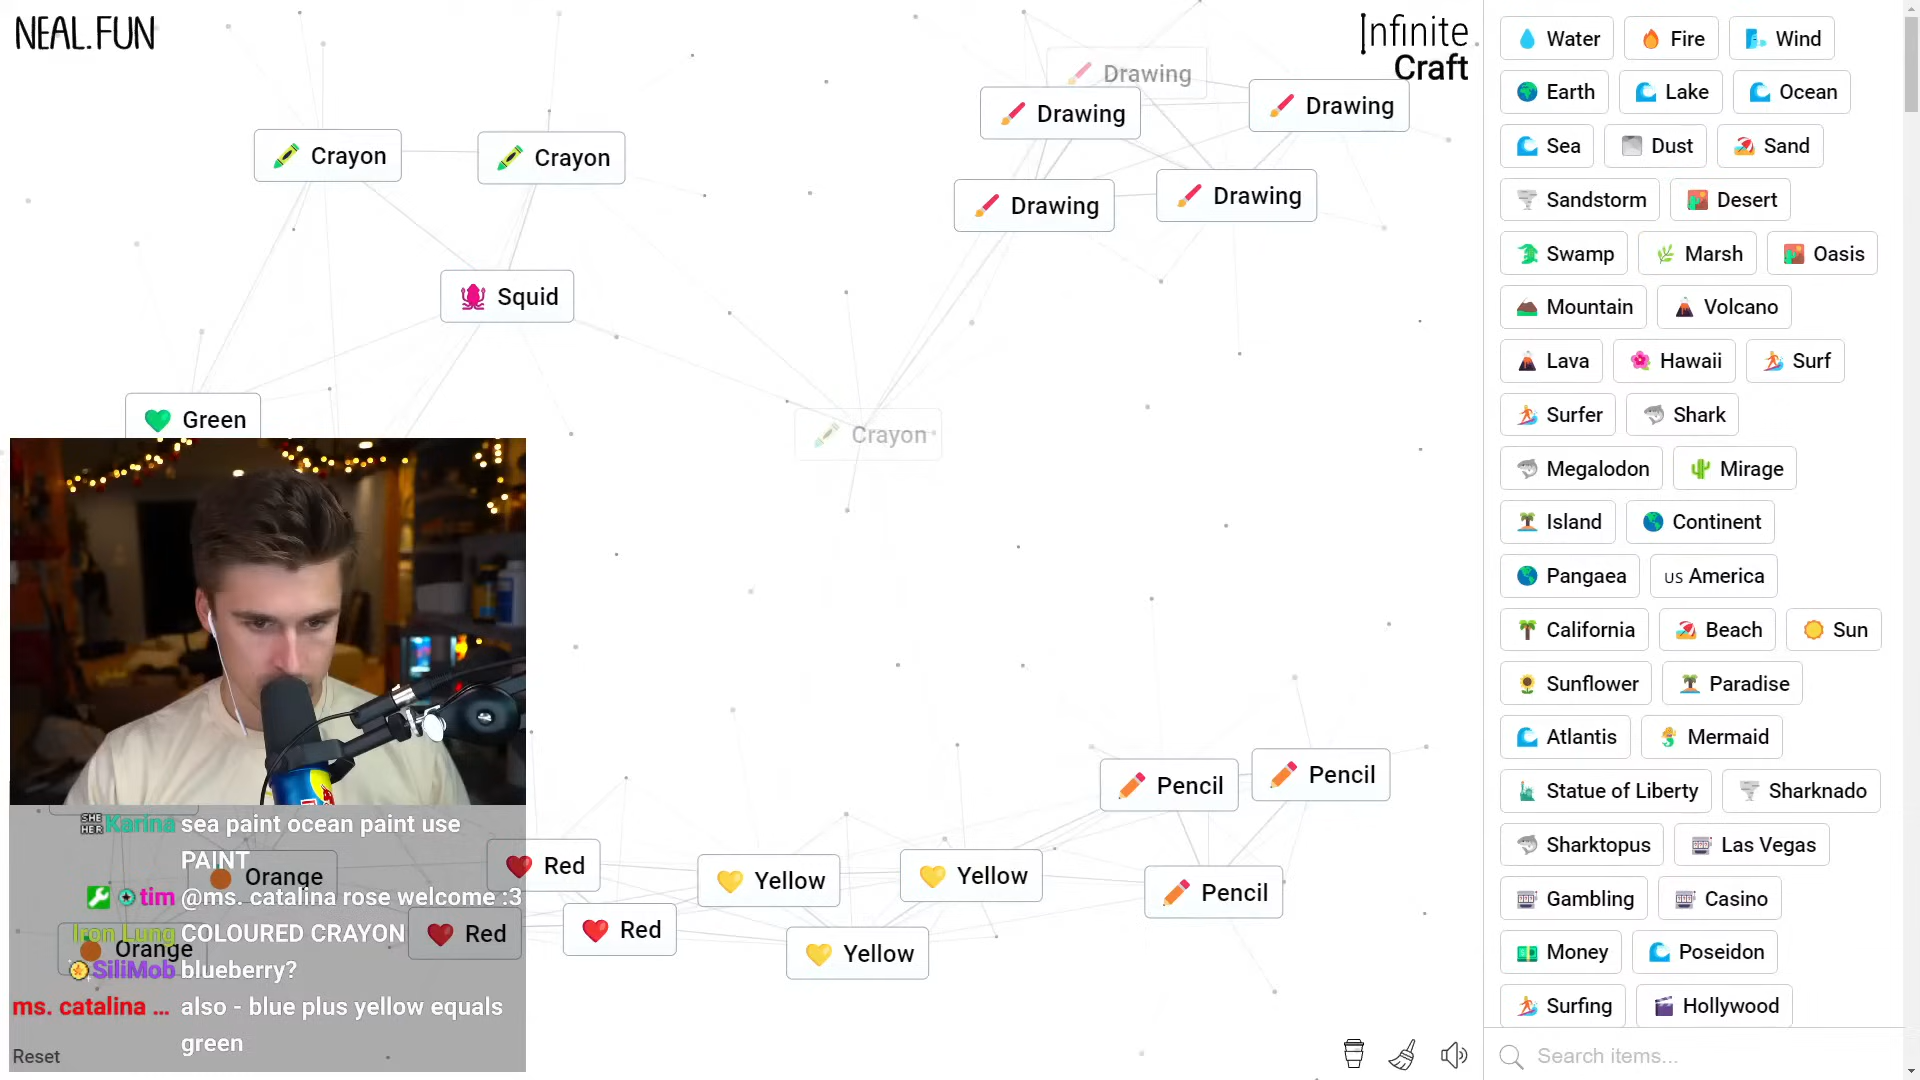 NEAL.FUN
Infinite
Craft
Drawing
Drawing
Drawing
Crayon
Crayon
Drawing
Drawing
Squid
Green
Crayon
Pencil
Pencil
Pencil
Red
Red
Red
Yellow
Yellow
Yellow
Orange
Orange
SHE HER Karina sea paint ocean paint use
PAINT
tim @ms. catalina rose welcome :3
Iron Lung COLOURED CRAYON
SiliMob blueberry?
ms. catalina ... also - blue plus yellow equals
green
Reset
Water Fire Wind
Earth Lake Ocean
Sea Dust Sand
Sandstorm Desert
Swamp Marsh Oasis
Mountain Volcano
Lava Hawaii Surf
Surfer Shark
Megalodon Mirage
Island Continent
Pangaea US America
California Beach Sun
Sunflower Paradise
Atlantis Mermaid
Statue of Liberty Sharknado
Sharktopus Las Vegas
Gambling Casino
Money Poseidon
Surfing Hollywood
Search items...